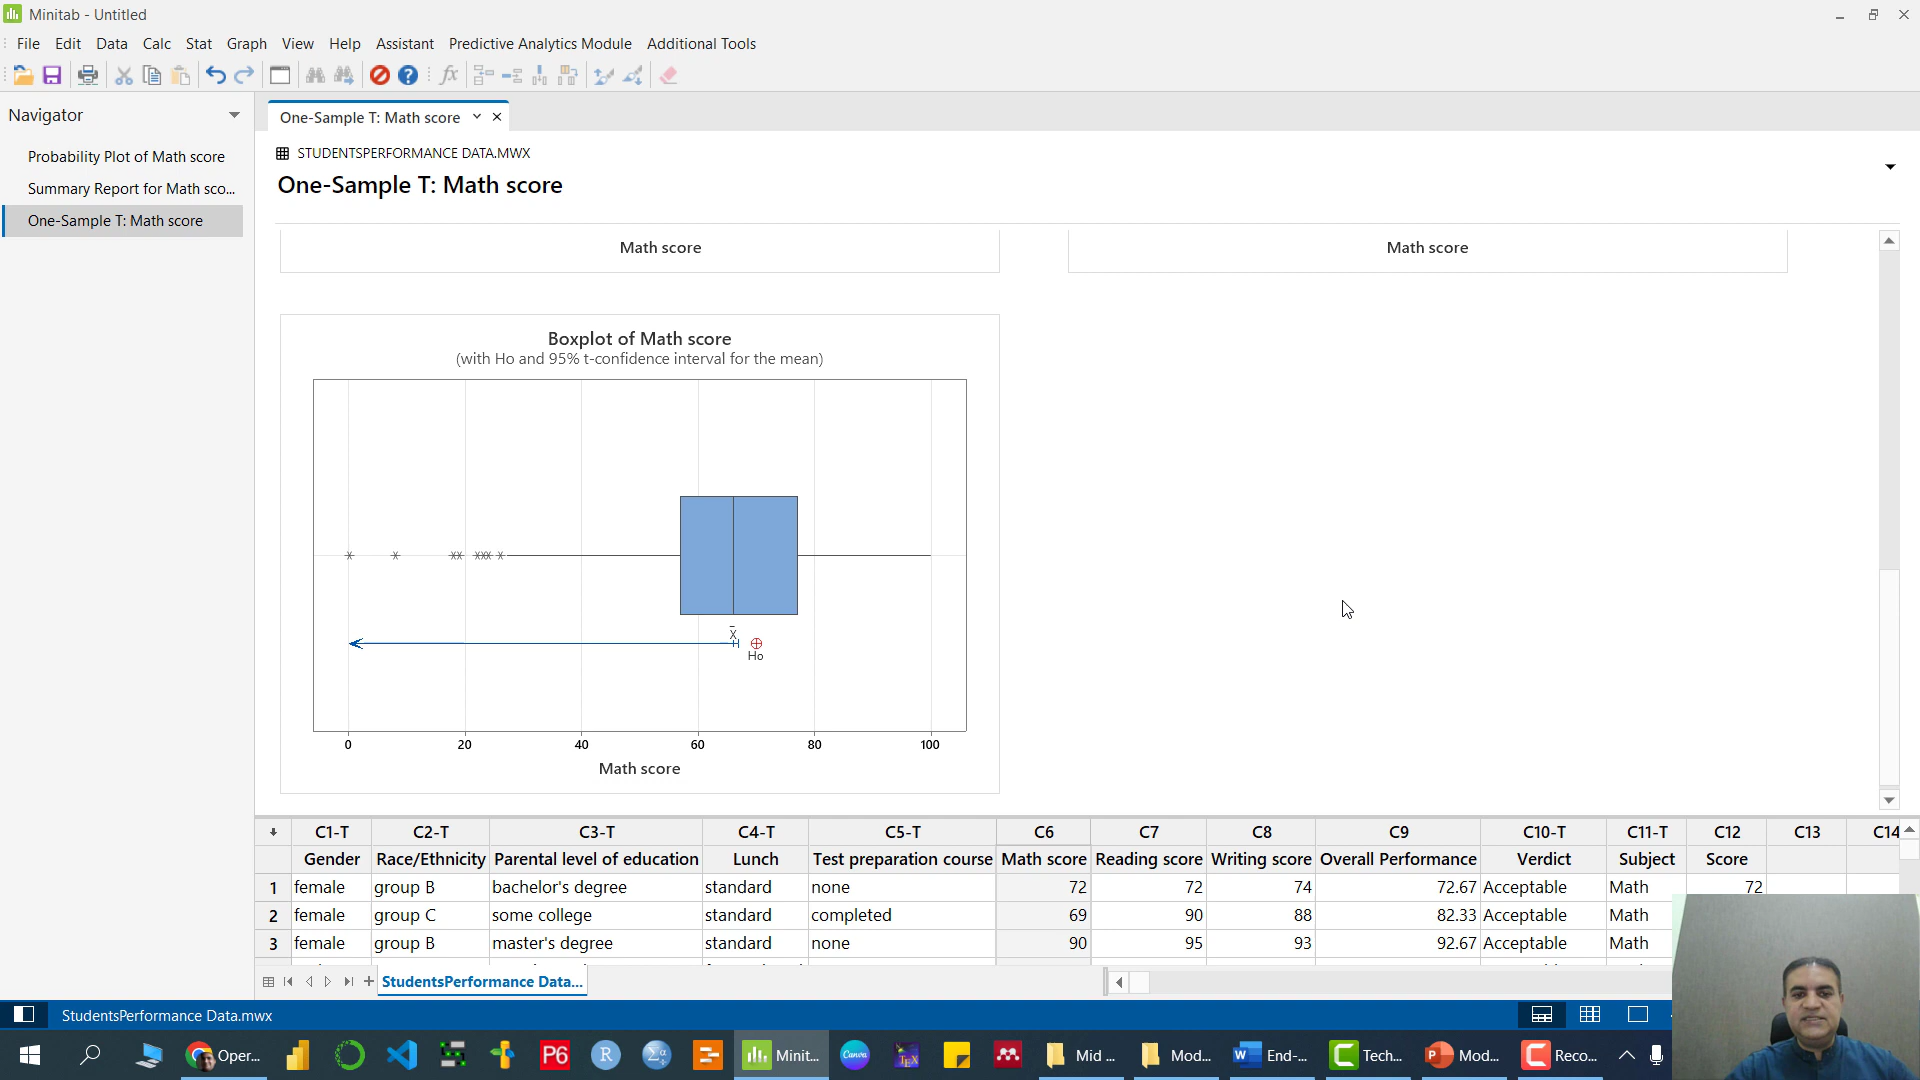 Minitab - Untitled
File Edit Data Calc Stat Graph View Help Assistant Predictive Analytics Module Additional Tools
Navigator
Probability Plot of Math score
Summary Report for Math sco...
One-Sample T: Math score
One-Sample T: Math score
STUDENTSPERFORMANCE DATA.MWX
One-Sample T: Math score
Math score Math score
Boxplot of Math score
(with Ho and 95% t-confidence interval for the mean)
X̄
Ho
0 20 40 60 80 100
Math score
C1-T C2-T C3-T C4-T C5-T C6 C7 C8 C9 C10-T C11-T C12 C13 C14
Gender Race/Ethnicity Parental level of education Lunch Test preparation course Math score Reading score Writing score Overall Performance Verdict Subject Score
1 female group B bachelor's degree standard none 72 72 74 72.67 Acceptable Math 72
2 female group C some college standard completed 69 90 88 82.33 Acceptable Math
3 female group B master's degree standard none 90 95 93 92.67 Acceptable Math
StudentsPerformance Data...
StudentsPerformance Data.mwx
Oper... P6 R Minit... Canva TeX Mid ... Mod... End-... Tech... Mod... Reco...